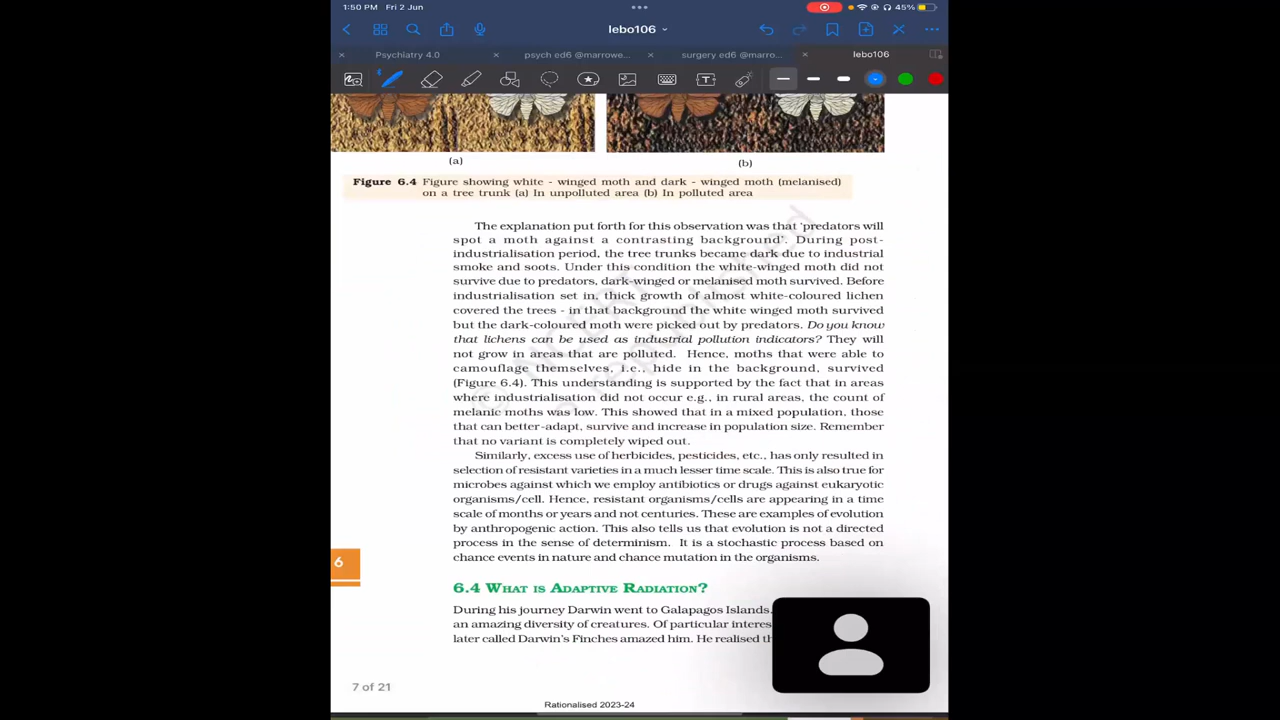 1:50 PM Fri 2 Jun
45%
lebo106
Psychiatry 4.0
psych ed6 @marrowe...
surgery ed6 @marro...
lebo106
(a)
(b)
Figure 6.4 Figure showing white - winged moth and dark - winged moth (melanised)
on a tree trunk (a) In unpolluted area (b) In polluted area
The explanation put forth for this observation was that 'predators will
spot a moth against a contrasting background'. During post-
industrialisation period, the tree trunks became dark due to industrial
smoke and soots. Under this condition the white-winged moth did not
survive due to predators, dark-winged or melanised moth survived. Before
industrialisation set in, thick growth of almost white-coloured lichen
covered the trees - in that background the white winged moth survived
but the dark-coloured moth were picked out by predators. Do you know
that lichens can be used as industrial pollution indicators? They will
not grow in areas that are polluted. Hence, moths that were able to
camouflage themselves, i.e., hide in the background, survived
(Figure 6.4). This understanding is supported by the fact that in areas
where industrialisation did not occur e.g., in rural areas, the count of
melanic moths was low. This showed that in a mixed population, those
that can better-adapt, survive and increase in population size. Remember
that no variant is completely wiped out.
Similarly, excess use of herbicides, pesticides, etc., has only resulted in
selection of resistant varieties in a much lesser time scale. This is also true for
microbes against which we employ antibiotics or drugs against eukaryotic
organisms/cell. Hence, resistant organisms/cells are appearing in a time
scale of months or years and not centuries. These are examples of evolution
by anthropogenic action. This also tells us that evolution is not a directed
process in the sense of determinism. It is a stochastic process based on
chance events in nature and chance mutation in the organisms.
6
6.4 WHAT IS ADAPTIVE RADIATION?
During his journey Darwin went to Galapagos Islands.
an amazing diversity of creatures. Of particular interes
later called Darwin's Finches amazed him. He realised th
7 of 21
Rationalised 2023-24